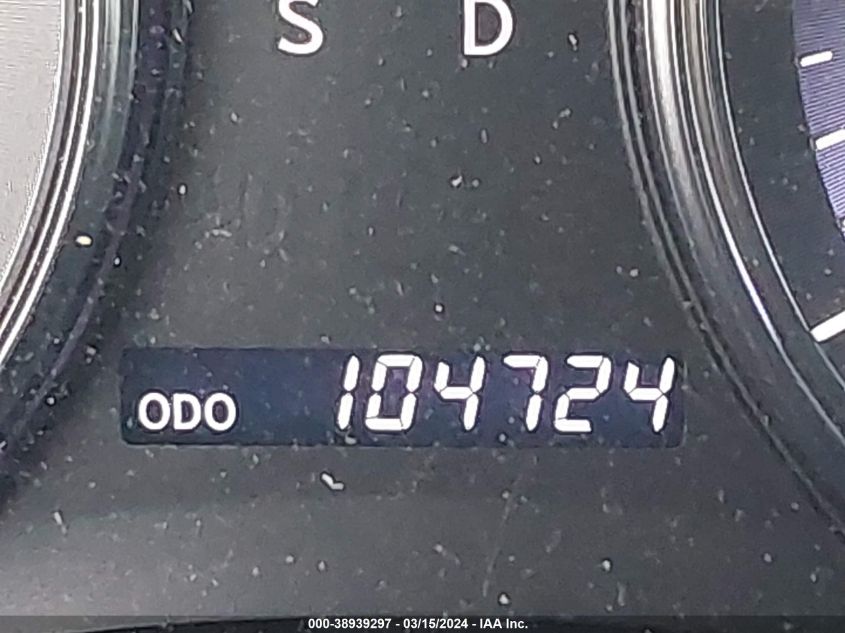 S D
ODO 104724
000-38939297 - 03/15/2024 - IAA Inc.